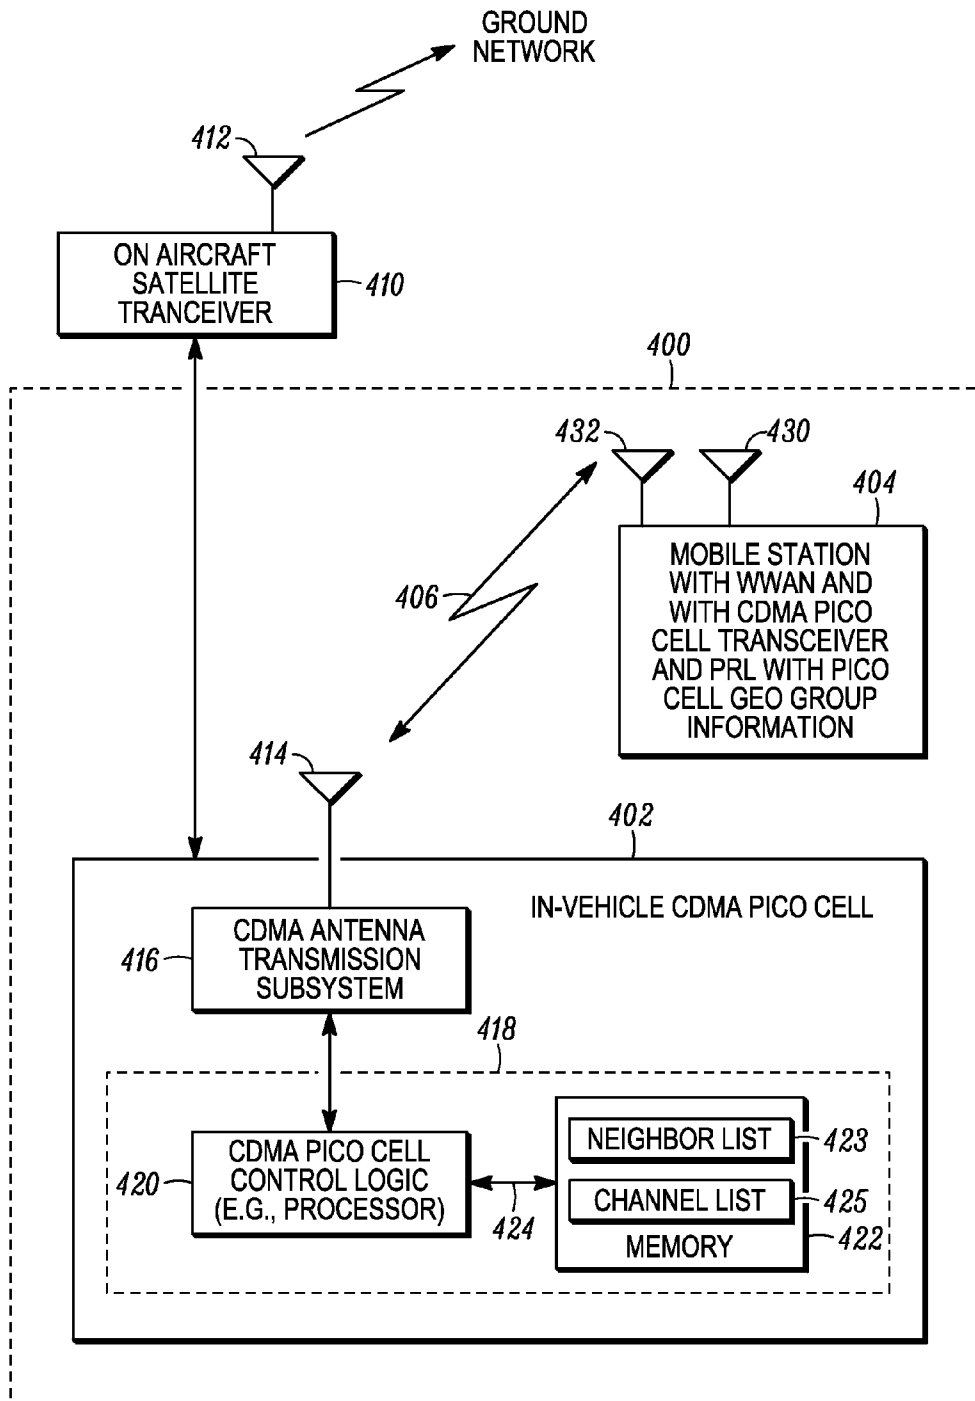 GROUND
NETWORK
412
ON AIRCRAFT
SATELLITE
TRANCEIVER
410
400
432
430
404
MOBILE STATION
WITH WWAN AND
WITH CDMA PICO
CELL TRANSCEIVER
AND PRL WITH PICO
CELL GEO GROUP
INFORMATION
406
414
402
IN-VEHICLE CDMA PICO CELL
CDMA ANTENNA
TRANSMISSION
SUBSYSTEM
416
418
CDMA PICO CELL
CONTROL LOGIC
(E.G., PROCESSOR)
420
424
NEIGHBOR LIST
423
CHANNEL LIST
425
MEMORY
422